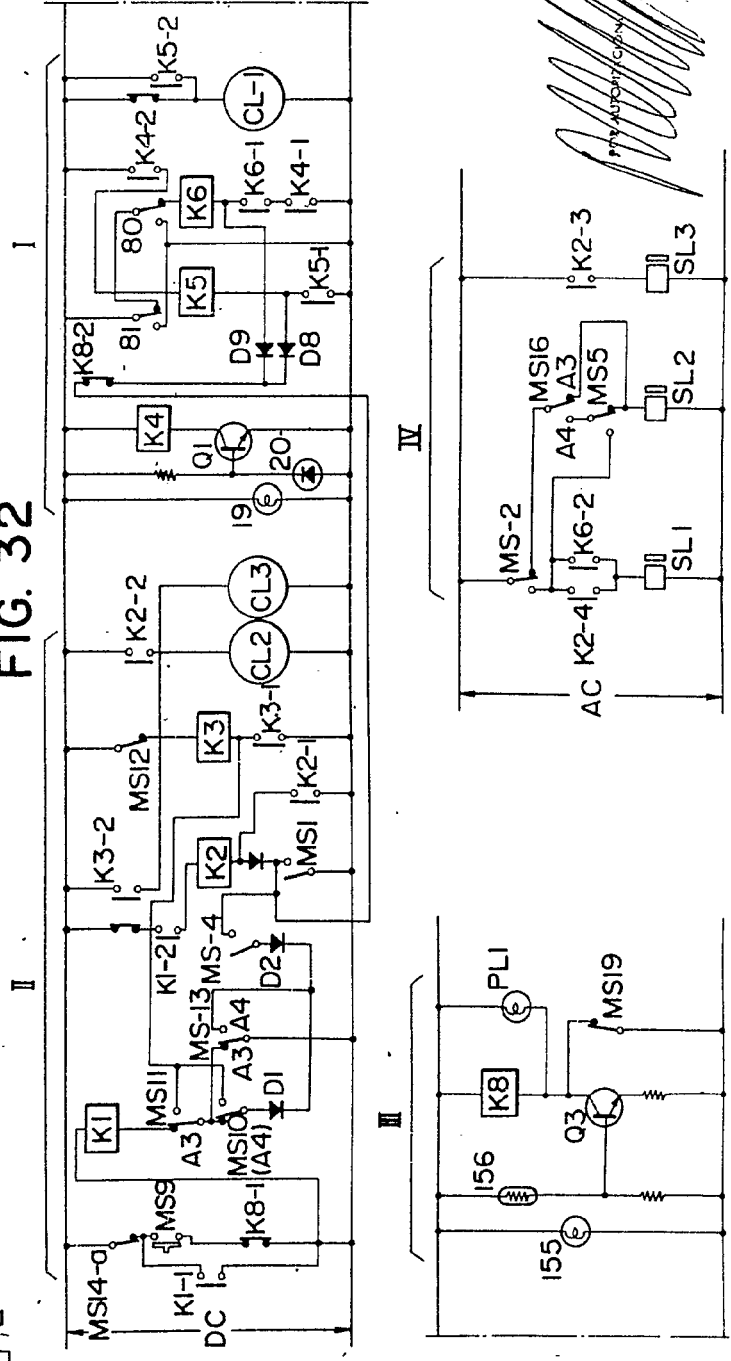 FIG. 32
II
I
MS14-a
MS9
K1-1
K8-1
DC
K1
MS11
A3
MS10
(A4)
D1
MS-13
A3
A4
MS-4
D2
K1-2
K3-2
K2
MS1
K2-1
MS12
K3
K3-1
K2-2
CL2
CL3
19
20
Q1
K4
K8-2
81
80
D9
D8
K5
K5-1
K6
K6-1
K4-1
K4-2
K5-2
CL-1
III
155
156
Q3
K8
PL1
MS19
IV
AC
MS-2
K2-4
K6-2
SL1
MS16
A3
A4
MS5
SL2
K2-3
SL3